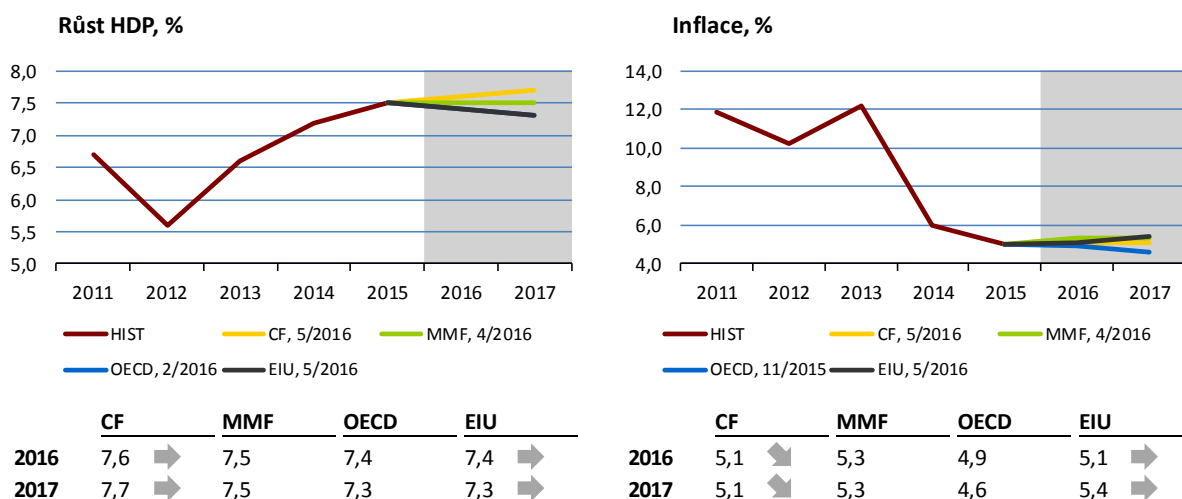 Růst HDP, %
8,0
7,5
7,0
6,5
6,0
5,5
5,0
2011 2012 2013 2014 2015 2016 2017
HIST CF, 5/2016 MMF, 4/2016
OECD, 2/2016 EIU, 5/2016
CF MMF OECD EIU
2016 7,6 7,5 7,4 7,4
2017 7,7 7,5 7,3 7,3
Inflace, %
14,0
12,0
10,0
8,0
6,0
4,0
2011 2012 2013 2014 2015 2016 2017
HIST CF, 5/2016 MMF, 4/2016
OECD, 11/2015 EIU, 5/2016
CF MMF OECD EIU
2016 5,1 5,3 4,9 5,1
2017 5,1 5,3 4,6 5,4